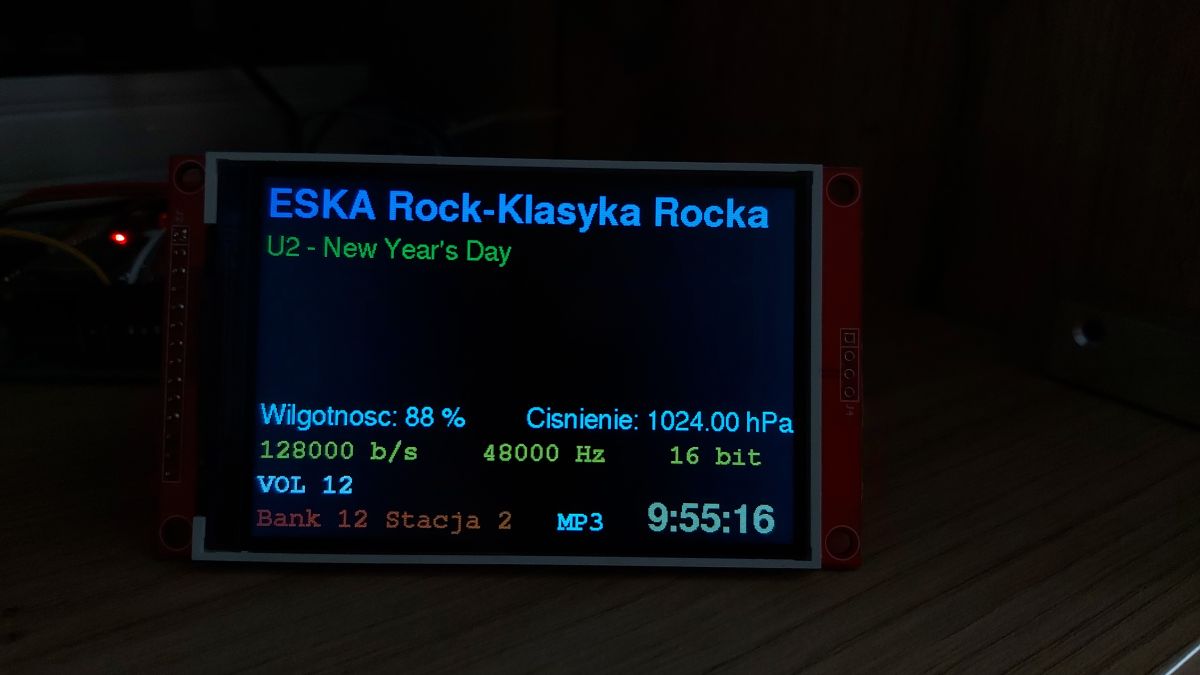 ESKA Rock-Klasyka Rocka
U2 - New Year's Day
Wilgotnosc: 88 % Cisnienie: 1024.00 hPa
128000 b/s 48000 Hz 16 bit
VOL 12
Bank 12 Stacja 2 MP3 9:55:16
J4